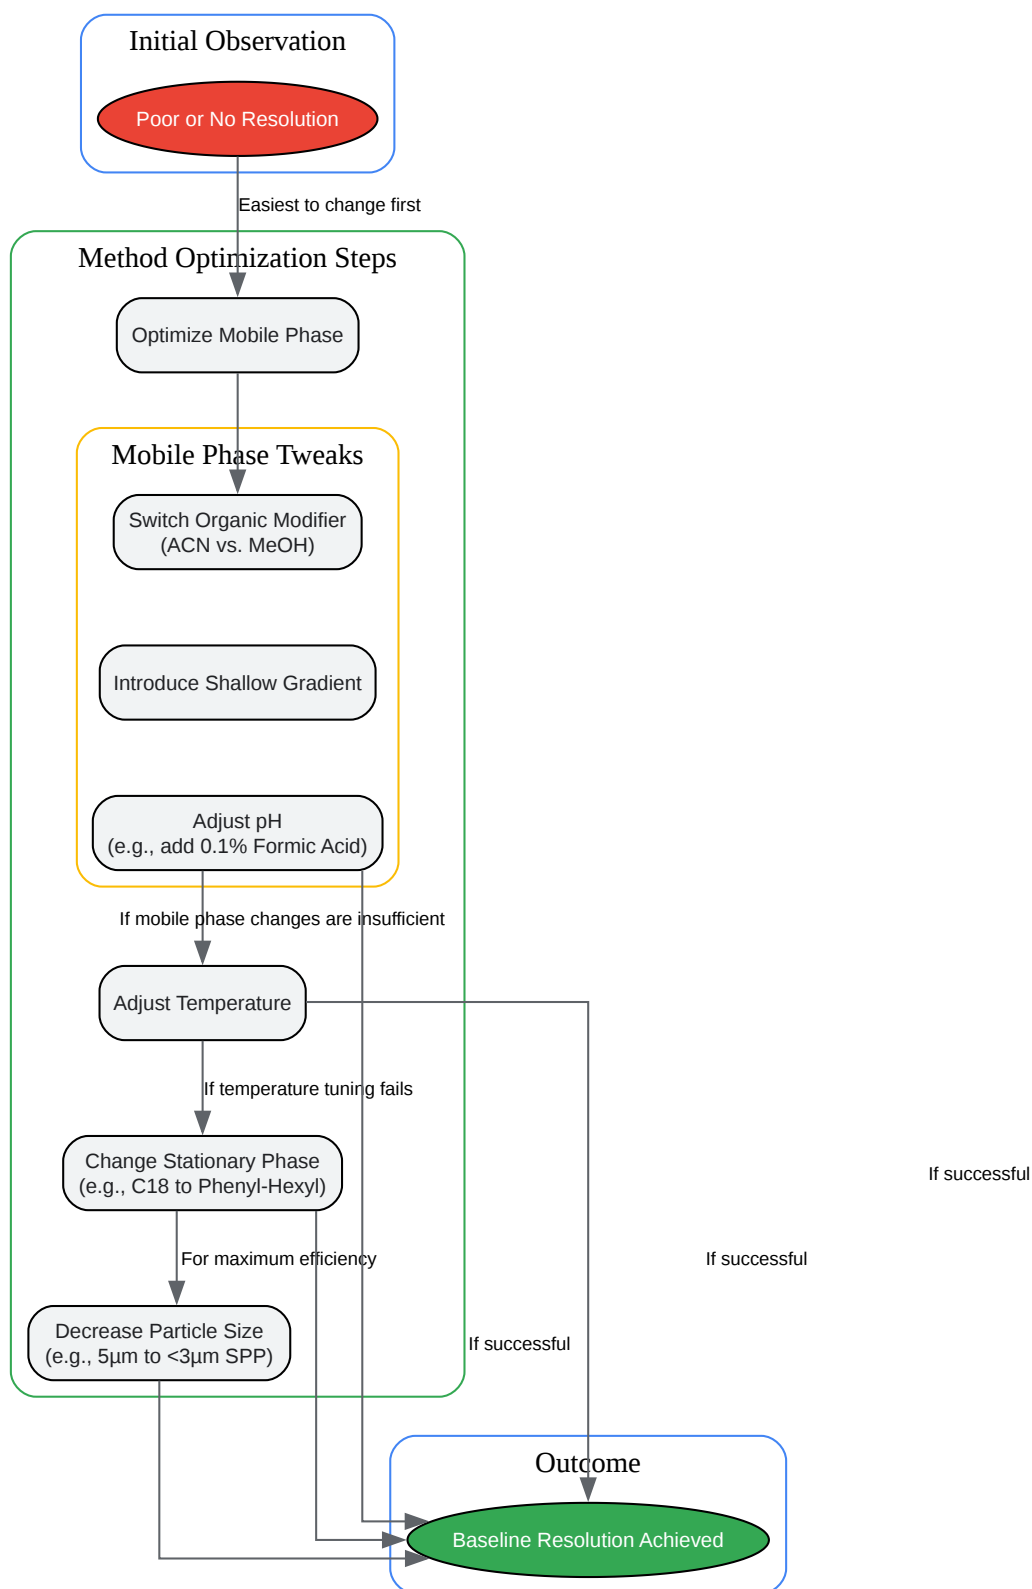 Initial Observation
Poor or No Resolution
Easiest to change first
Method Optimization Steps
Optimize Mobile Phase
Mobile Phase Tweaks
Switch Organic Modifier
(ACN vs. MeOH)
Introduce Shallow Gradient
Adjust pH
(e.g., add 0.1% Formic Acid)
If mobile phase changes are insufficient
Adjust Temperature
If temperature tuning fails
Change Stationary Phase
(e.g., C18 to Phenyl-Hexyl)
If successful
For maximum efficiency
If successful
Decrease Particle Size
(e.g., 5µm to <3µm SPP)
If successful
Outcome
Baseline Resolution Achieved